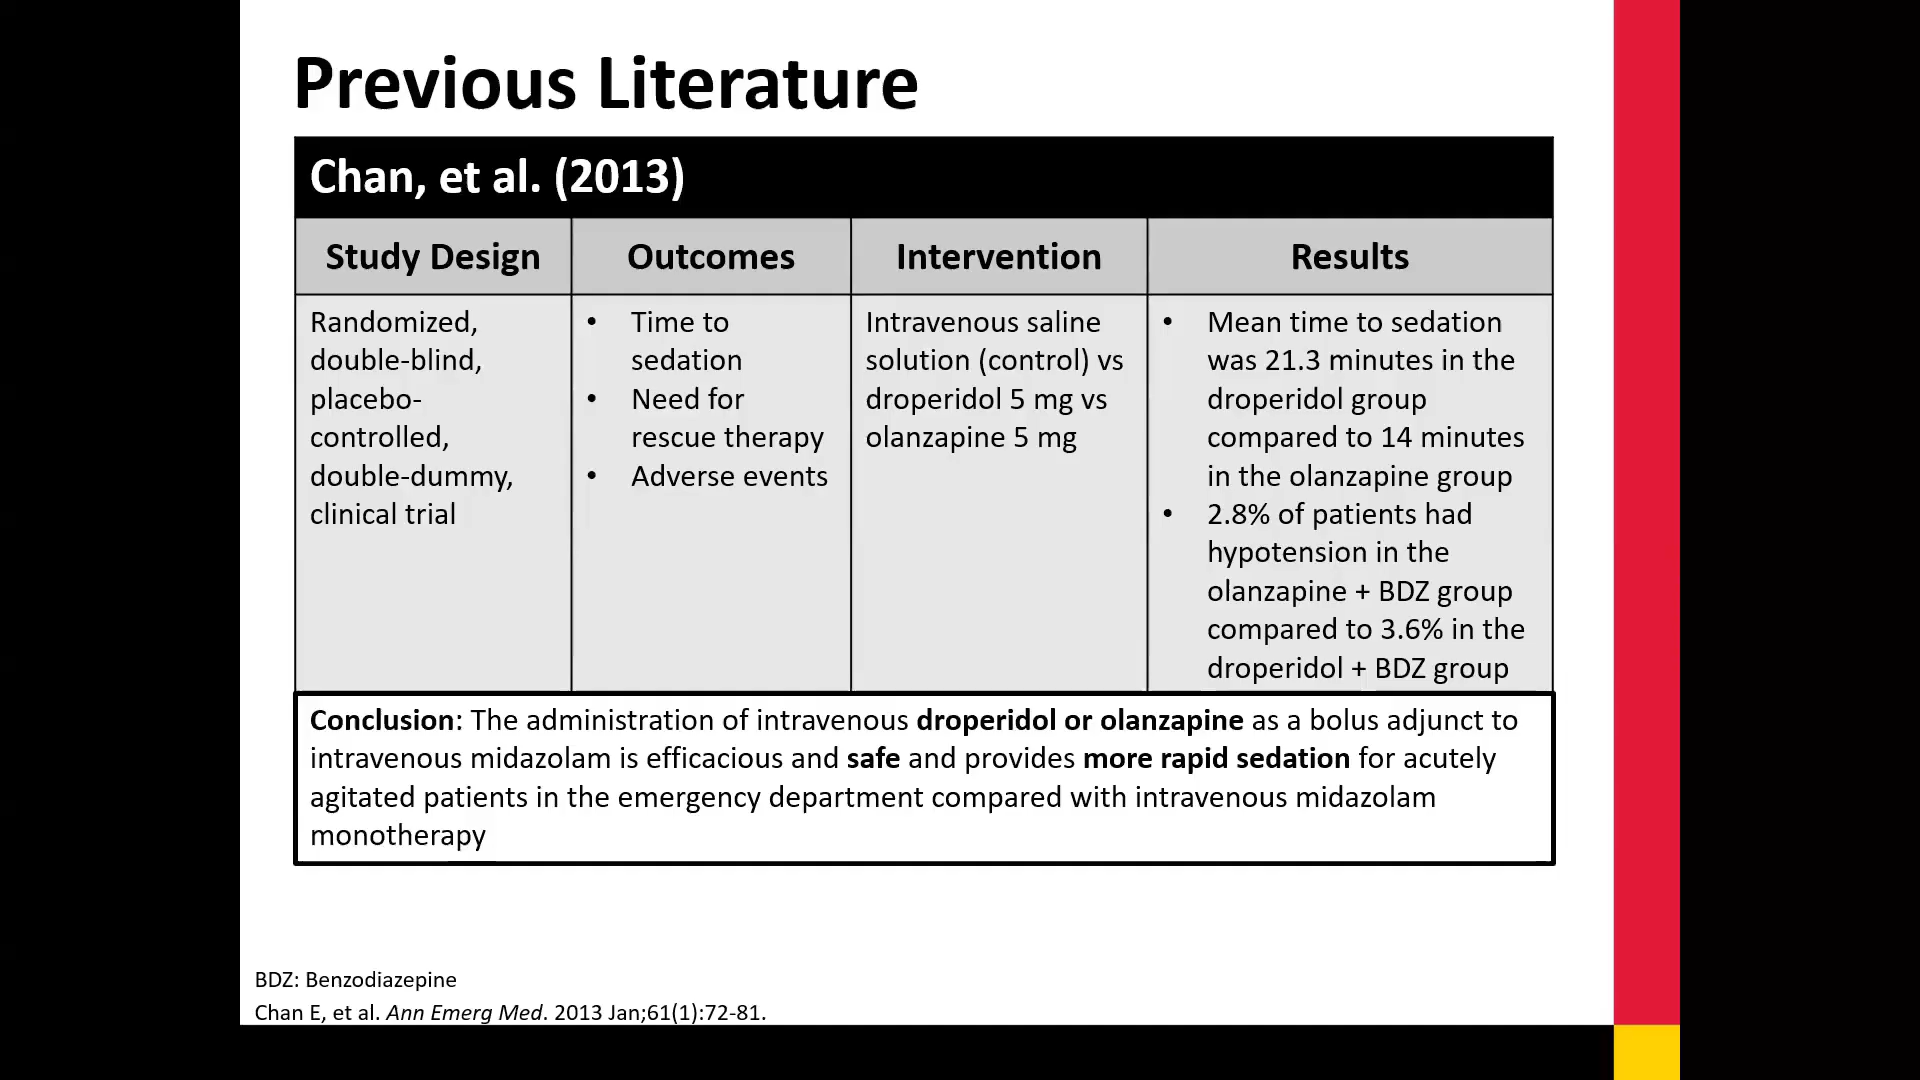 Previous Literature
Chan, et al. (2013)
Study Design
Outcomes
Intervention
Results
Randomized,
double-blind,
placebo-
controlled,
double-dummy,
clinical trial
• Time to
sedation
• Need for
rescue therapy
• Adverse events
Intravenous saline
solution (control) vs
droperidol 5 mg vs
olanzapine 5 mg
• Mean time to sedation
was 21.3 minutes in the
droperidol group
compared to 14 minutes
in the olanzapine group
• 2.8% of patients had
hypotension in the
olanzapine + BDZ group
compared to 3.6% in the
droperidol + BDZ group
Conclusion: The administration of intravenous droperidol or olanzapine as a bolus adjunct to
intravenous midazolam is efficacious and safe and provides more rapid sedation for acutely
agitated patients in the emergency department compared with intravenous midazolam
monotherapy
BDZ: Benzodiazepine
Chan E, et al. Ann Emerg Med. 2013 Jan;61(1):72-81.